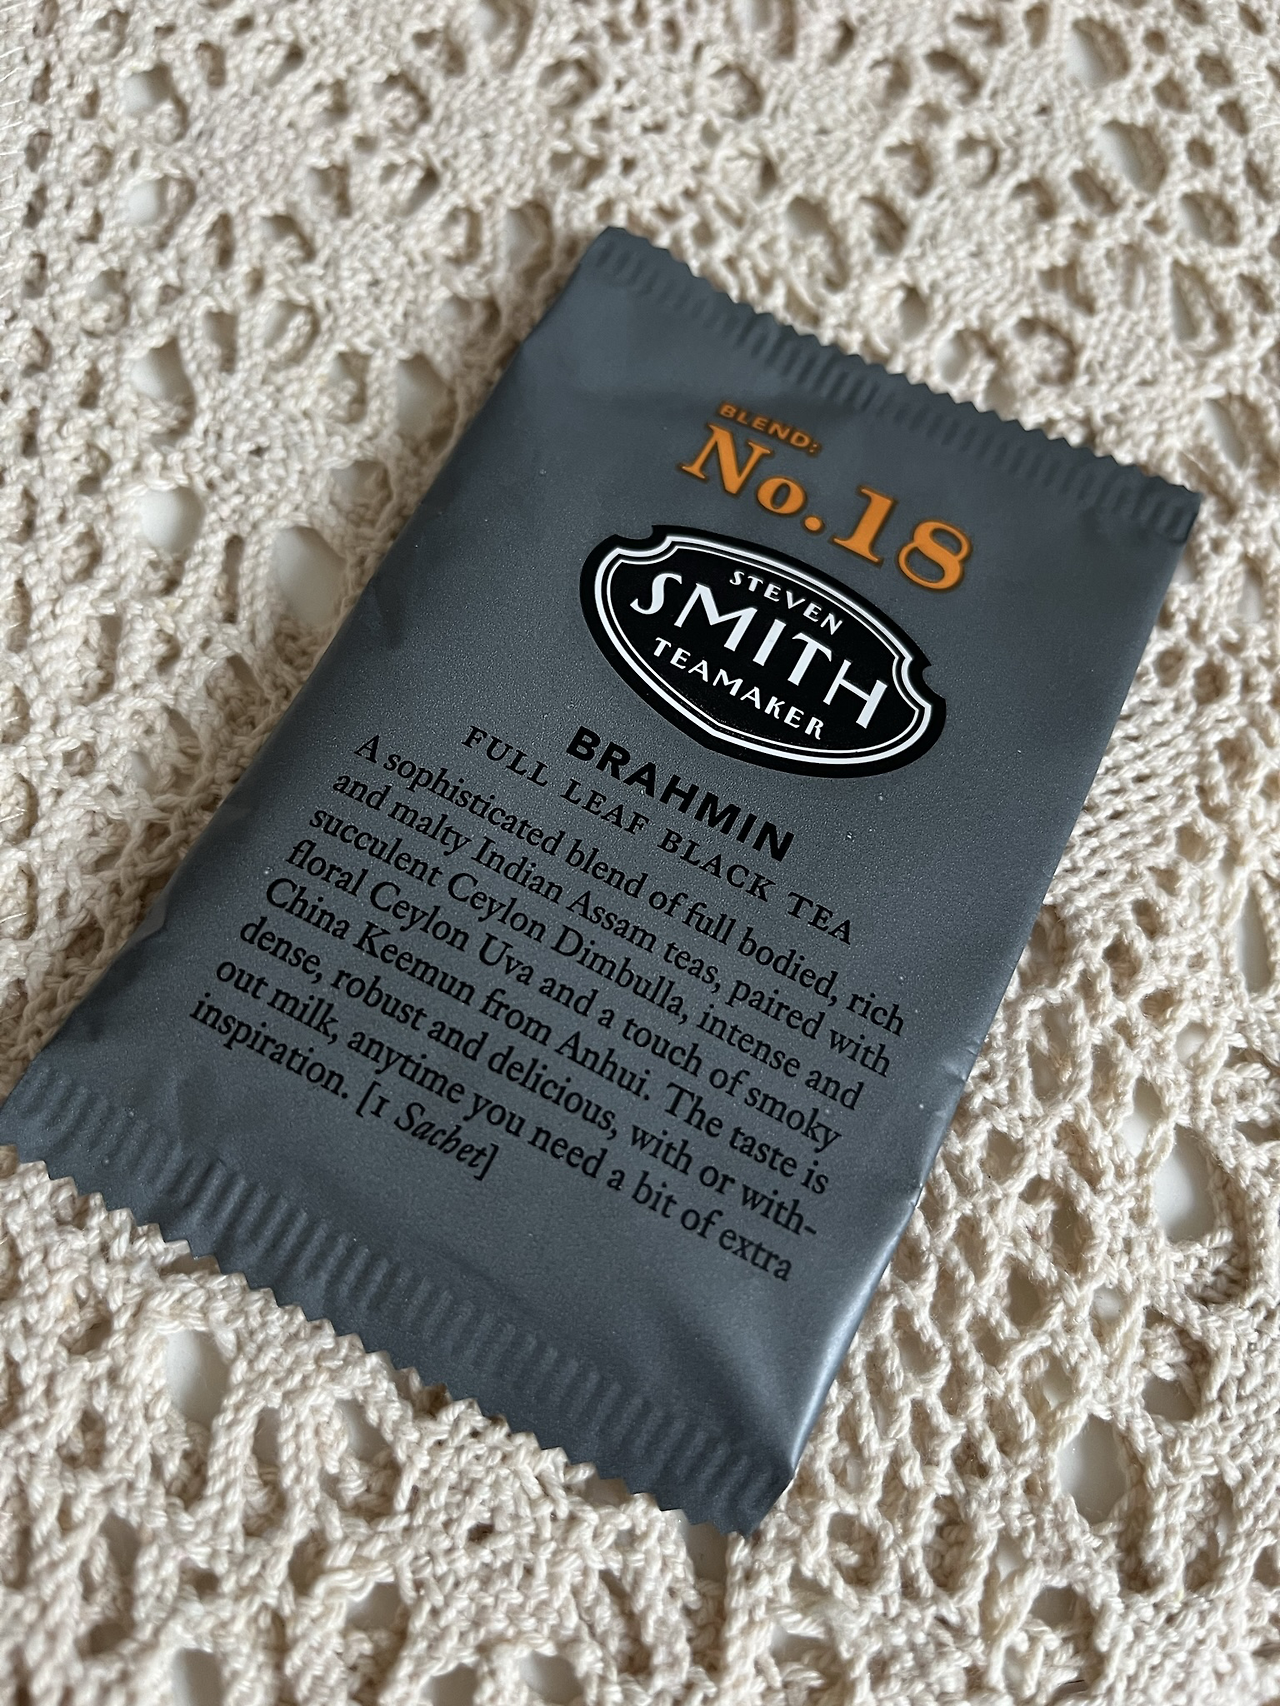 BLEND:
No.18
STEVEN
SMITH
TEAMAKER
BRAHMIN
FULL LEAF BLACK TEA
A sophisticated blend of full bodied, rich
and malty Indian Assam teas, paired with
succulent Ceylon Dimbulla, intense and
floral Ceylon Uva and a touch of smoky
China Keemun from Anhui. The taste is
dense, robust and delicious, with or with-
out milk, anytime you need a bit of extra
inspiration. [1 Sachet]